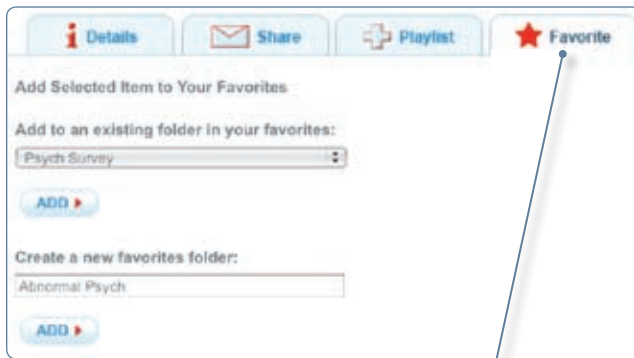 Details Share Playlist Favorite
Add Selected Item to Your Favorites
Add to an existing folder in your favorites:
Psych Survey
ADD
Create a new favorites folder:
Abnormal Psych
ADD